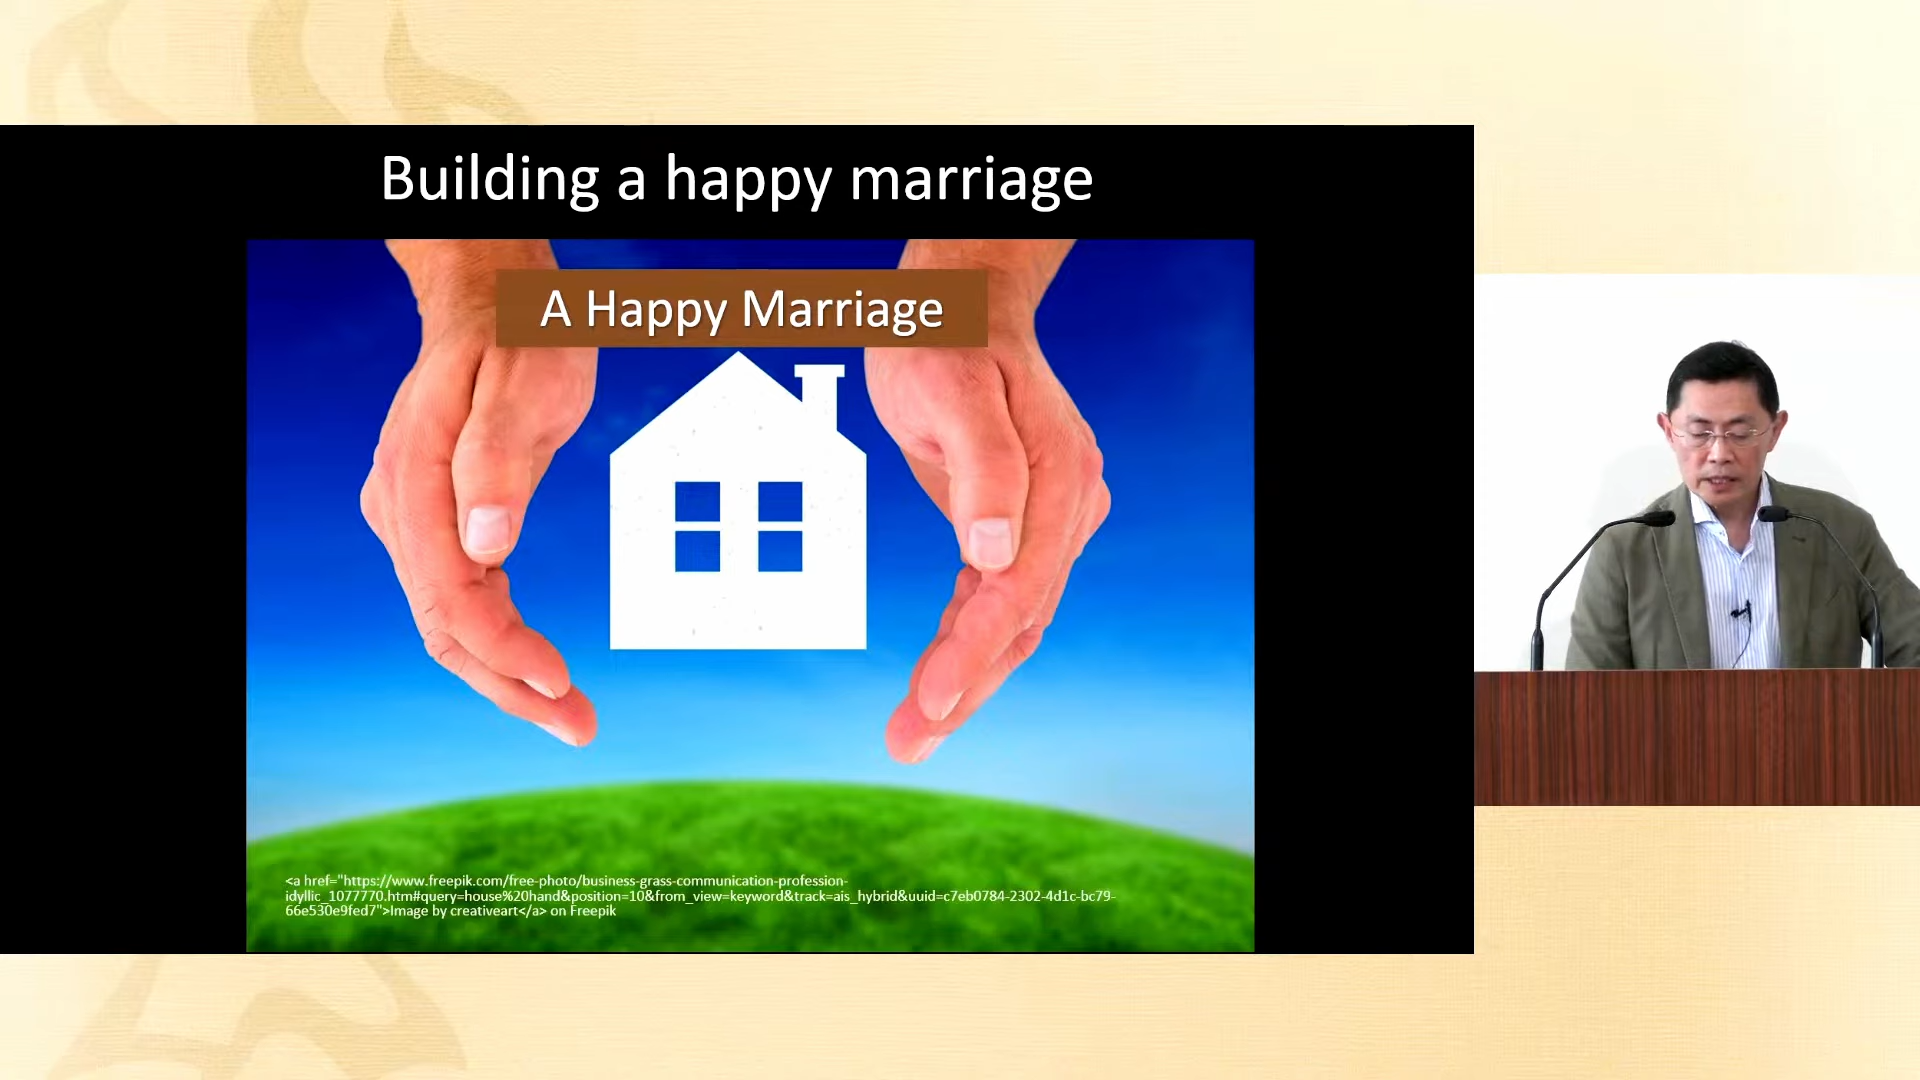 Building a happy marriage
A Happy Marriage
<a href="https://www.freepik.com/free-photo/business-grass-communication-profession-
idyllic_1077770.htm#query=house%20hand&position=10&from_view=keyword&track=ais_hybrid&uuid=c7eb0784-2302-4d1c-bc79-
66e530e9fed7">Image by creativeart</a> on Freepik